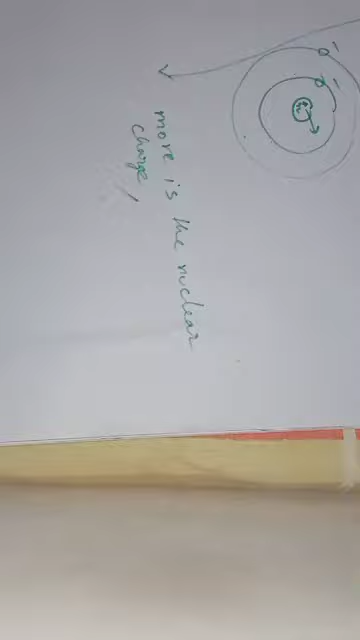 more is the nuclear
charge,